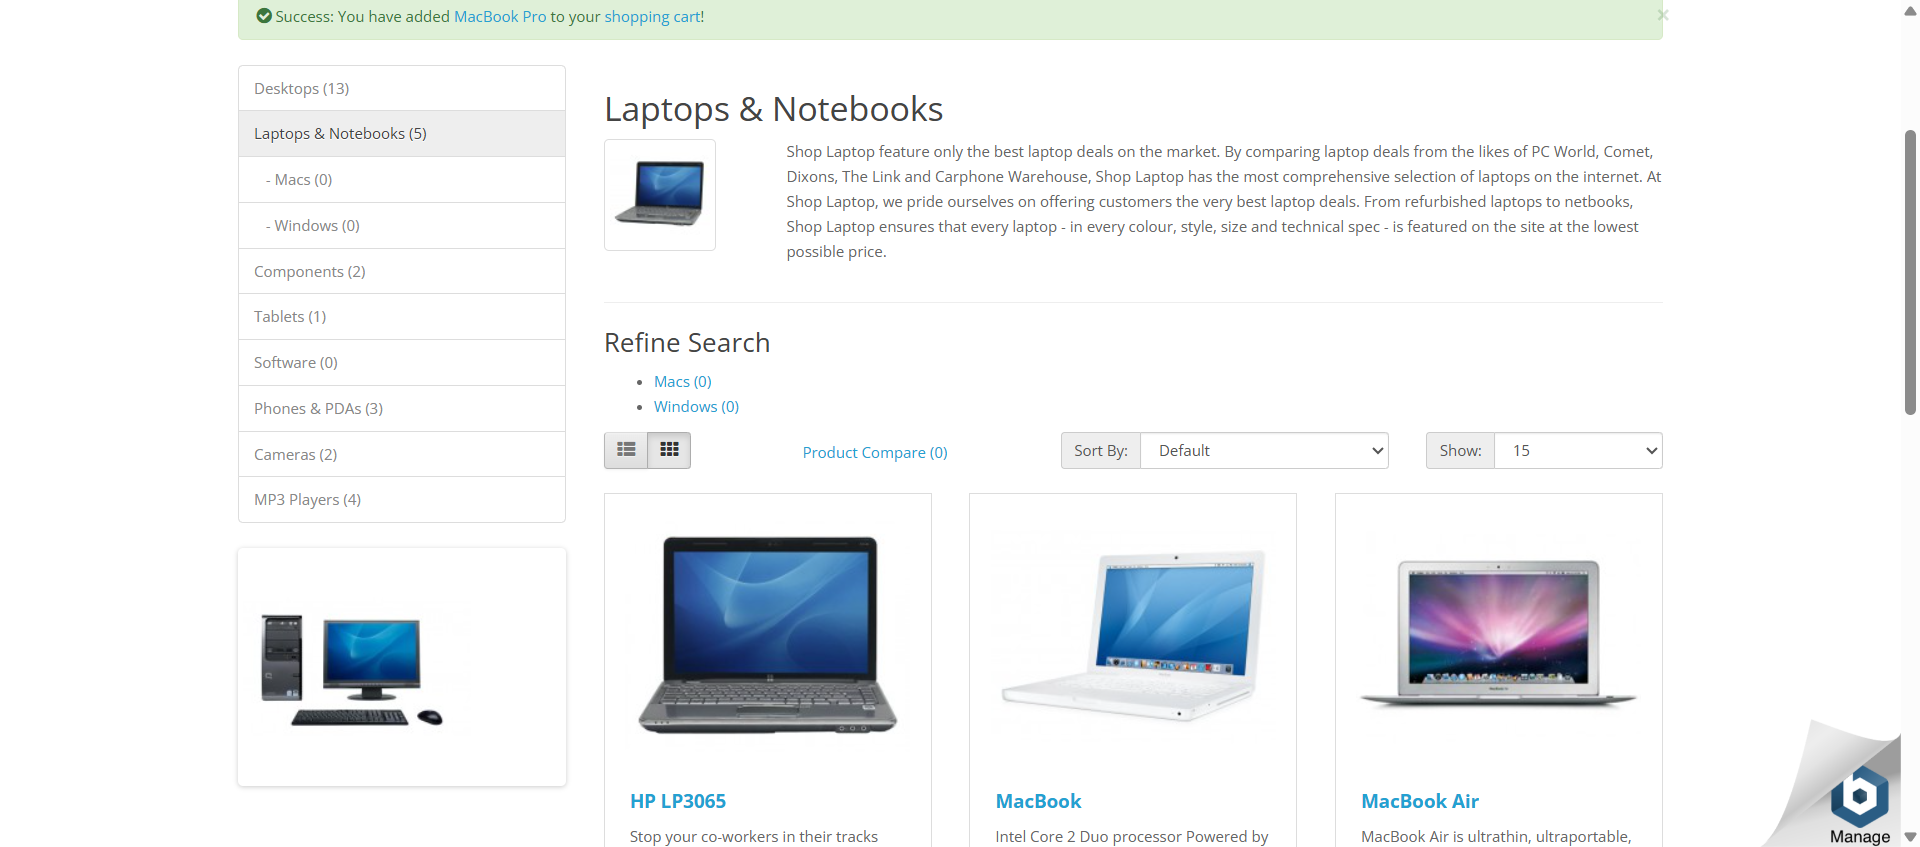 Success: You have added MacBook Pro to your shopping cart!
×
Desktops (13)
Laptops & Notebooks (5)
- Macs (0)
- Windows (0)
Components (2)
Tablets (1)
Software (0)
Phones & PDAs (3)
Cameras (2)
MP3 Players (4)
Laptops & Notebooks
Shop Laptop feature only the best laptop deals on the market. By comparing laptop deals from the likes of PC World, Comet,
Dixons, The Link and Carphone Warehouse, Shop Laptop has the most comprehensive selection of laptops on the internet. At
Shop Laptop, we pride ourselves on offering customers the very best laptop deals. From refurbished laptops to netbooks,
Shop Laptop ensures that every laptop - in every colour, style, size and technical spec - is featured on the site at the lowest
possible price.
Refine Search
Macs (0)
Windows (0)
Product Compare (0)
Sort By: Default
Show: 15
HP LP3065
Stop your co-workers in their tracks
MacBook
Intel Core 2 Duo processor Powered by
MacBook Air
MacBook Air is ultrathin, ultraportable,
Manage